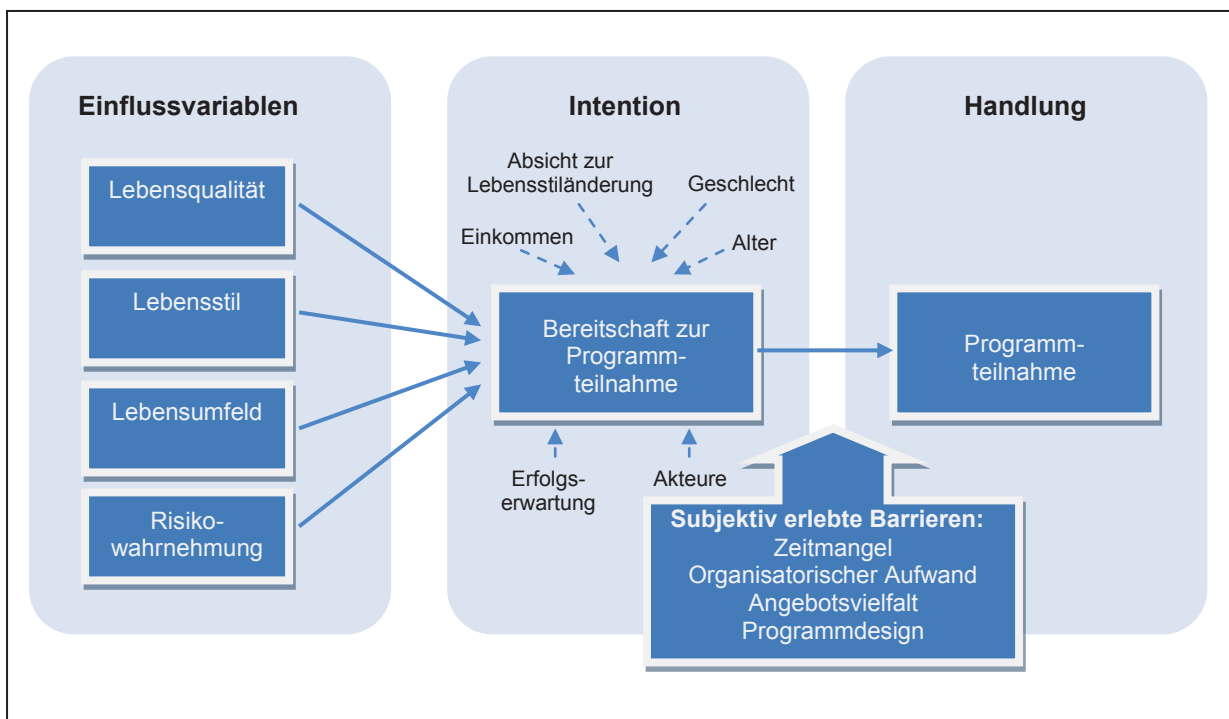 Einflussvariablen
Lebensqualität
Lebensstil
Lebensumfeld
Risiko-
wahrnehmung
Intention
Absicht zur
Lebensstiländerung
Geschlecht
Einkommen
Alter
Bereitschaft zur
Programm-
teilnahme
Erfolgs-
erwartung
Akteure
Handlung
Programm-
teilnahme
Subjektiv erlebte Barrieren:
Zeitmangel
Organisatorischer Aufwand
Angebotsvielfalt
Programmdesign